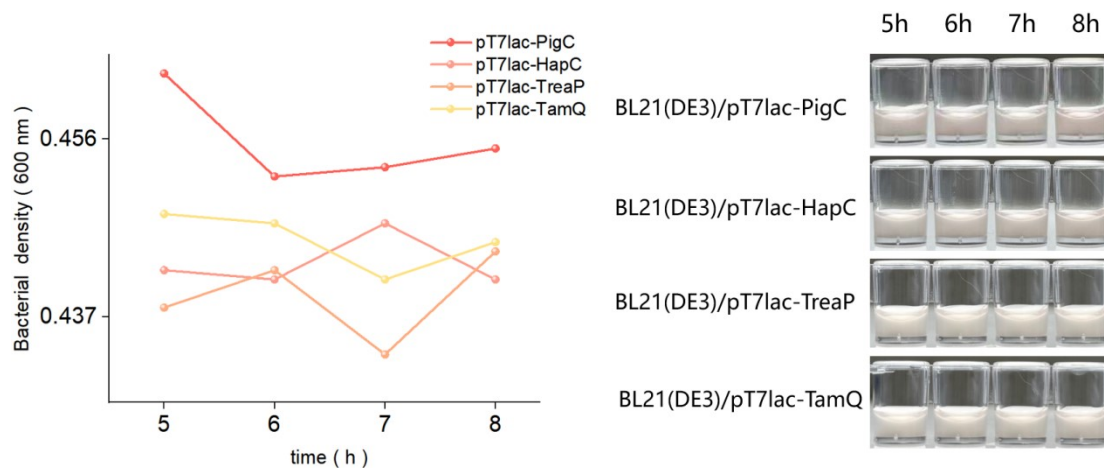 pT7lac-PigC
pT7lac-HapC
pT7lac-TreaP
pT7lac-TamQ
Bacterial density ( 600 nm )
0.456
0.437
5 6 7 8
time ( h )
5h 6h 7h 8h
BL21(DE3)/pT7lac-PigC
BL21(DE3)/pT7lac-HapC
BL21(DE3)/pT7lac-TreaP
BL21(DE3)/pT7lac-TamQ